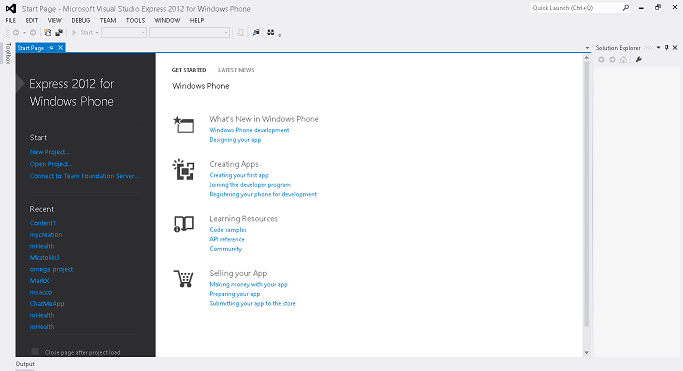 Start Page - Microsoft Visual Studio Express 2012 for Windows Phone
Quick Launch (Ctrl+Q)
FILE EDIT VIEW DEBUG TEAM TOOLS WINDOW HELP
Start
Toolbox
Start Page
Solution Explorer
Express 2012 for
Windows Phone
Start
New Project...
Open Project...
Connect to Team Foundation Server...
Recent
Content1
mycreation
mHealth
Mkatoliki3
omega project
MarkX
msacco
ChatMeApp
mHealth
mHealth
Close page after project load
GET STARTED LATEST NEWS
Windows Phone
What's New in Windows Phone
Windows Phone development
Designing your app
Creating Apps
Creating your first app
Joining the developer program
Registering your phone for development
Learning Resources
Code samples
API reference
Community
Selling your App
Making money with your app
Preparing your app
Submitting your app to the store
Output